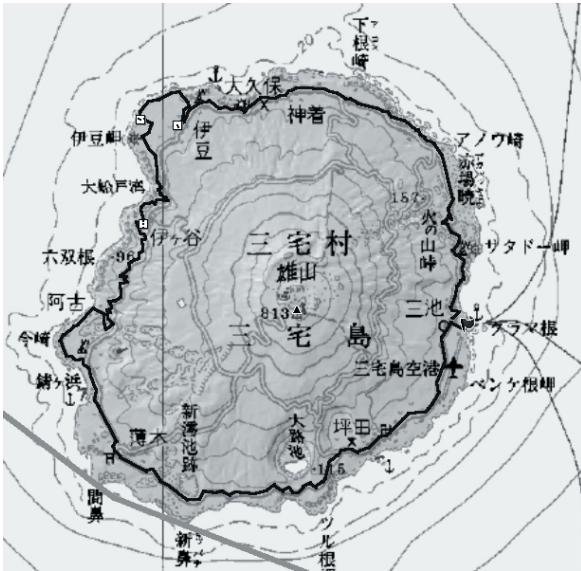 下根崎
20
大久保
神着
伊豆
伊豆岬
アノウ崎
赤場暁
大船戸湾
157
火の山峠
伊ヶ谷
三宅村
雄山
サタドー岬
六双根
阿古
813
三池
三宅島
今崎
三宅島空港
ベンケ根岬
錆ヶ浜
新澪池跡
大路池
坪田
薄木
115
間鼻
新鼻
ツル根